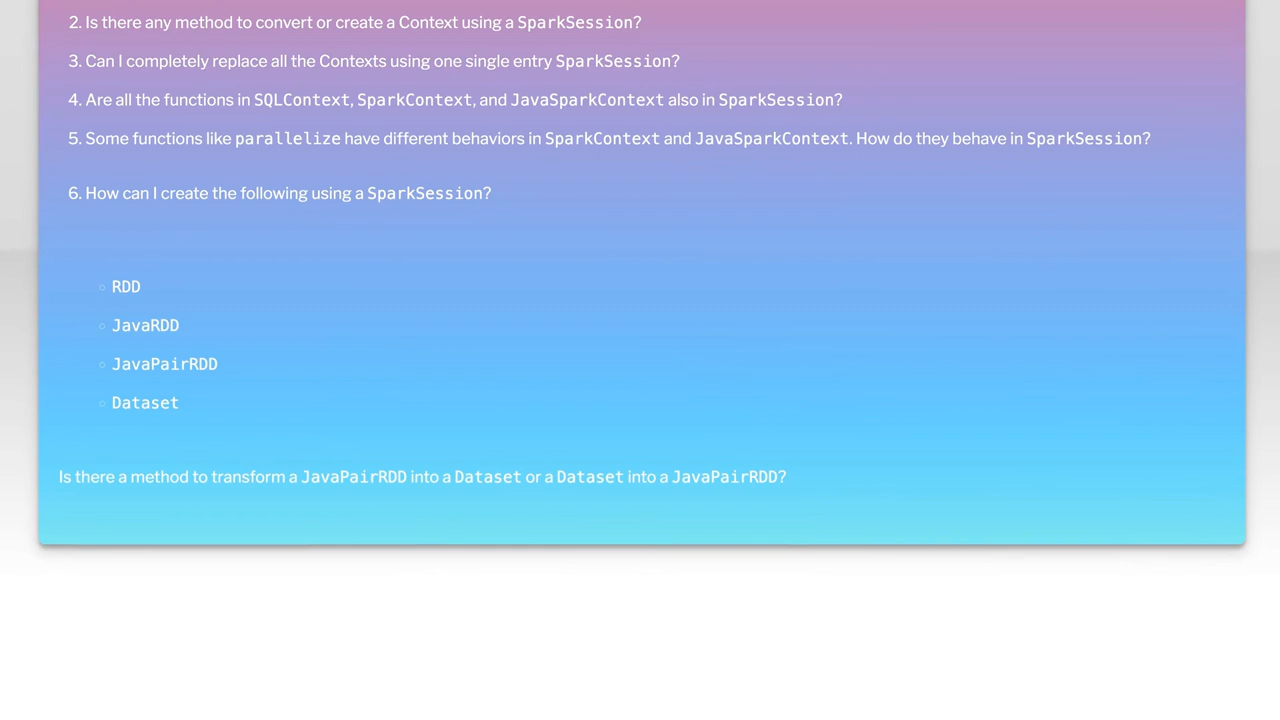 2. Is there any method to convert or create a Context using a SparkSession?
3. Can I completely replace all the Contexts using one single entry SparkSession?
4. Are all the functions in SQLContext, SparkContext, and JavaSparkContext also in SparkSession?
5. Some functions like parallelize have different behaviors in SparkContext and JavaSparkContext. How do they behave in SparkSession?
6. How can I create the following using a SparkSession?
RDD
JavaRDD
JavaPairRDD
Dataset
Is there a method to transform a JavaPairRDD into a Dataset or a Dataset into a JavaPairRDD?